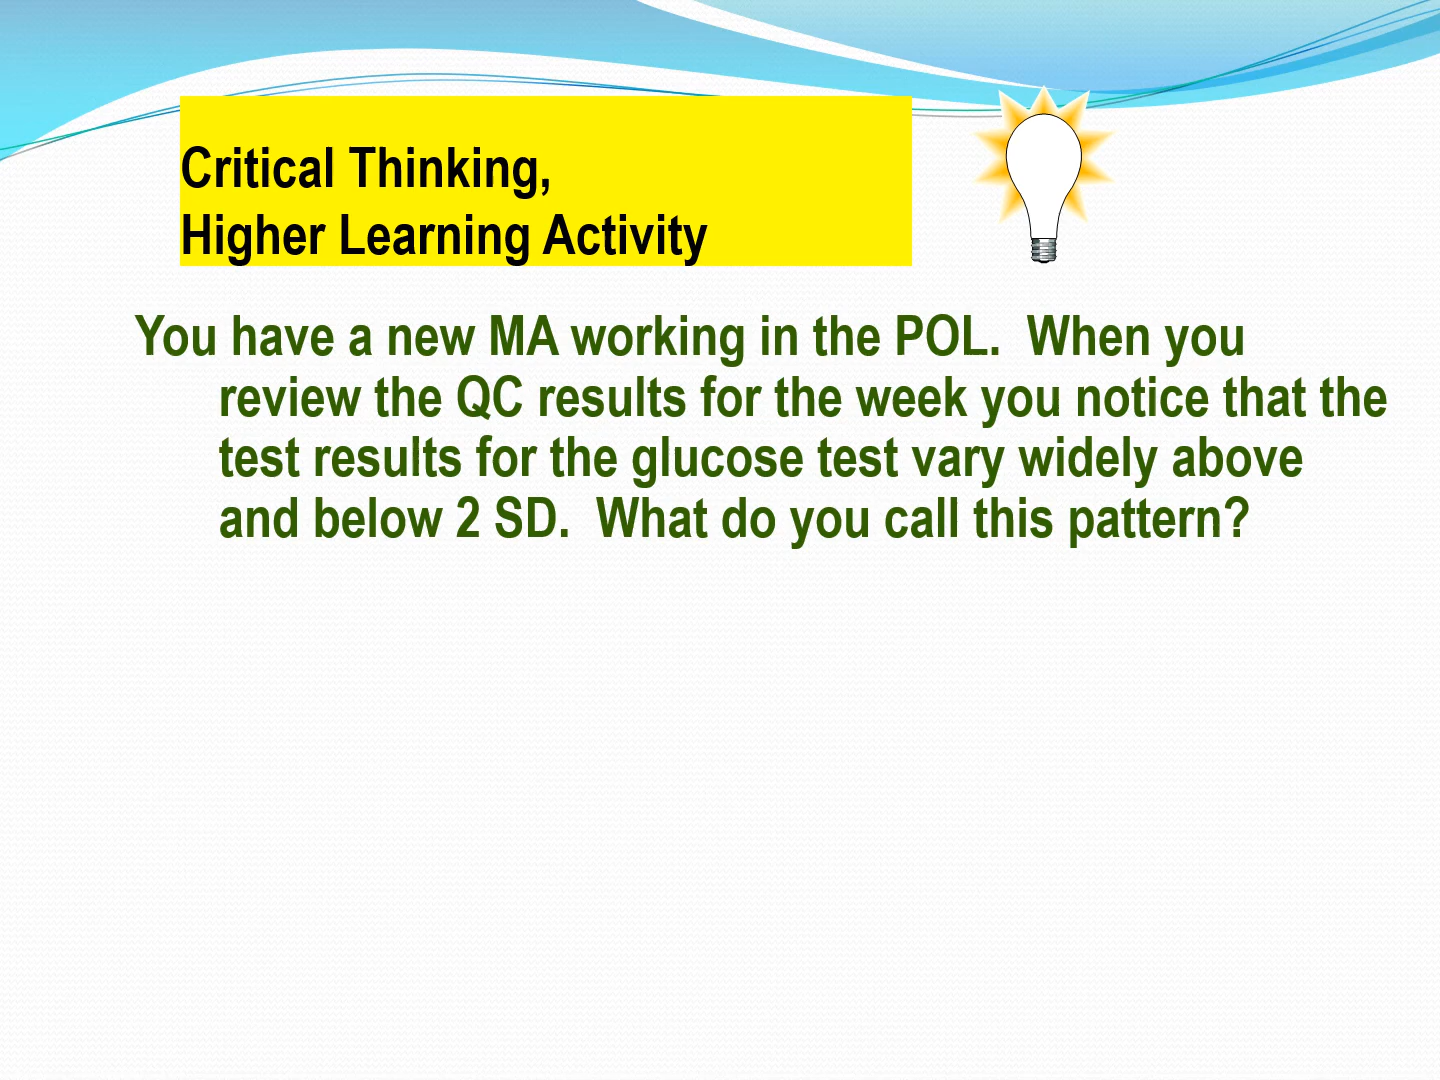 Critical Thinking,
Higher Learning Activity
You have a new MA working in the POL.  When you
review the QC results for the week you notice that the
test results for the glucose test vary widely above
and below 2 SD.  What do you call this pattern?